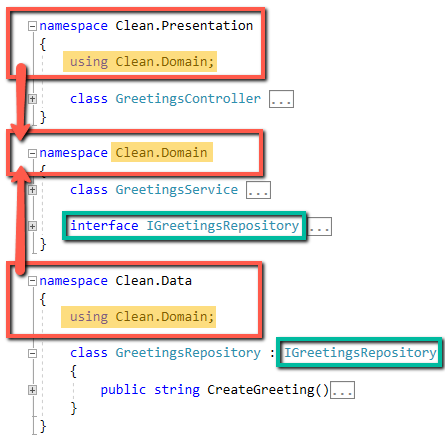 namespace Clean.Presentation
{
using Clean.Domain;
class GreetingsController ...
}
namespace Clean.Domain
{
class GreetingsService ...
interface IGreetingsRepository ...
}
namespace Clean.Data
{
using Clean.Domain;
class GreetingsRepository : IGreetingsRepository
{
public string CreateGreeting()...
}
}